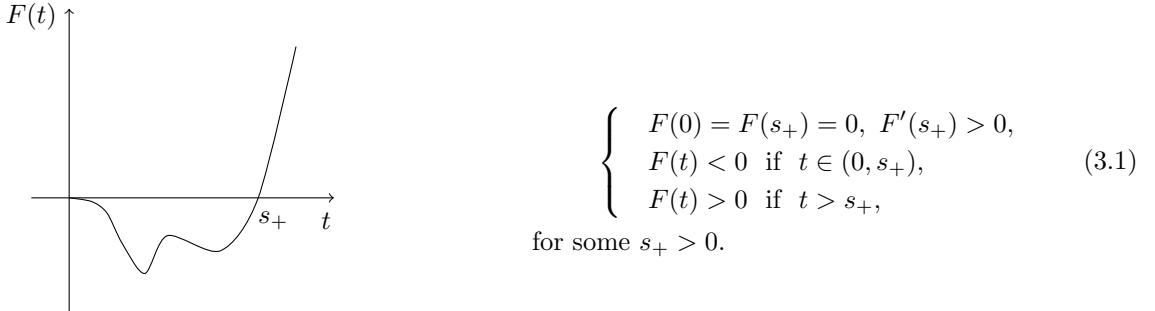 F(t)
s₊
t
F(0) = F(s₊) = 0, F′(s₊) > 0,
F(t) < 0 if t ∈ (0, s₊),
F(t) > 0 if t > s₊,
(3.1)
for some s₊ > 0.